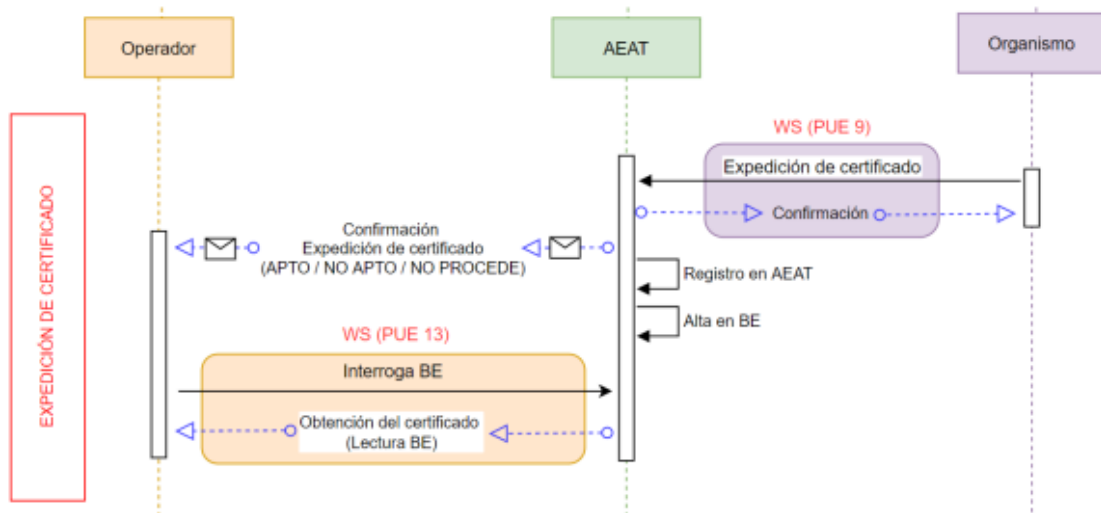 Operador
AEAT
Organismo
EXPEDICIÓN DE CERTIFICADO
WS (PUE 9)
Expedición de certificado
Confirmación
Confirmación
Expedición de certificado
(APTO / NO APTO / NO PROCEDE)
Registro en AEAT
Alta en BE
WS (PUE 13)
Interroga BE
Obtención del certificado
(Lectura BE)